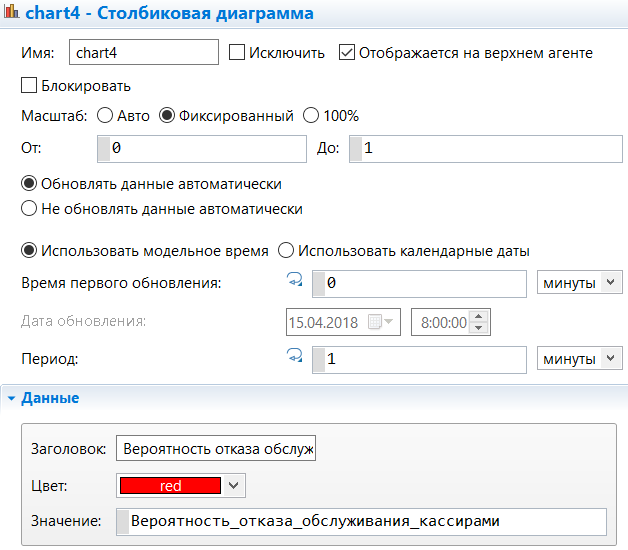 chart4 - Столбиковая диаграмма
Имя: chart4 Исключить Отображается на верхнем агенте
Блокировать
Масштаб: Авто Фиксированный 100%
От: 0 До: 1
Обновлять данные автоматически
Не обновлять данные автоматически
Использовать модельное время Использовать календарные даты
Время первого обновления: 0 минуты
Дата обновления: 15.04.2018 8:00:00
Период: 1 минуты
Данные
Заголовок: Вероятность отказа обслуж
Цвет: red
Значение: Вероятность_отказа_обслуживания_кассирами